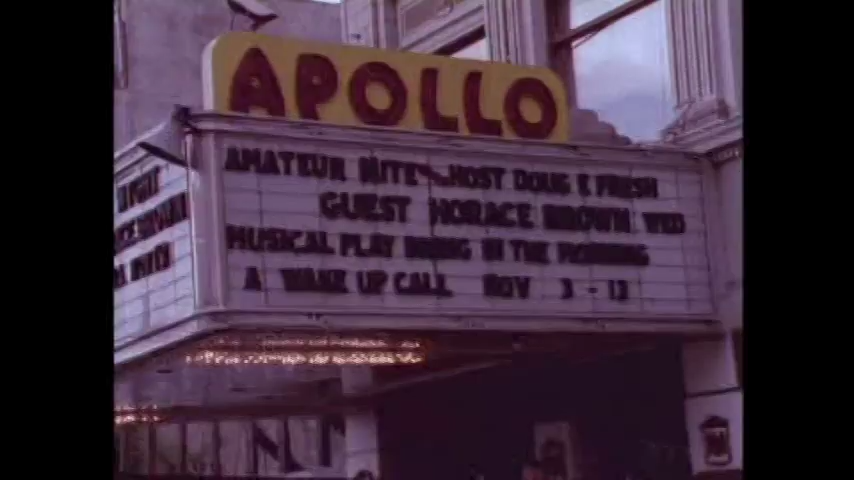 APOLLO
AMATEUR NITE HOST DOUG E FRESH
GUEST HORACE BROWN WED
MUSICAL PLAY IN THE MORNING
A WAKE UP CALL NOV 3 - 13